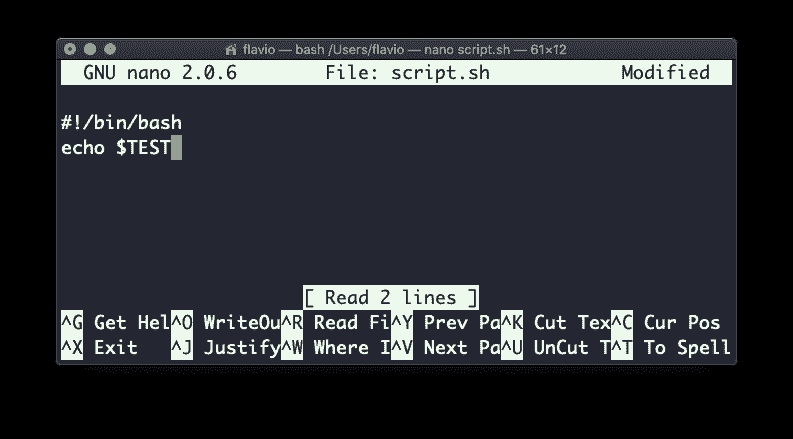 flavio — bash /Users/flavio — nano script.sh — 61×12
GNU nano 2.0.6 File: script.sh Modified
#!/bin/bash
echo $TEST
[ Read 2 lines ]
^G Get Hel^O WriteOu^R Read Fi^Y Prev Pa^K Cut Tex^C Cur Pos
^X Exit ^J Justify^W Where I^V Next Pa^U UnCut T^T To Spell